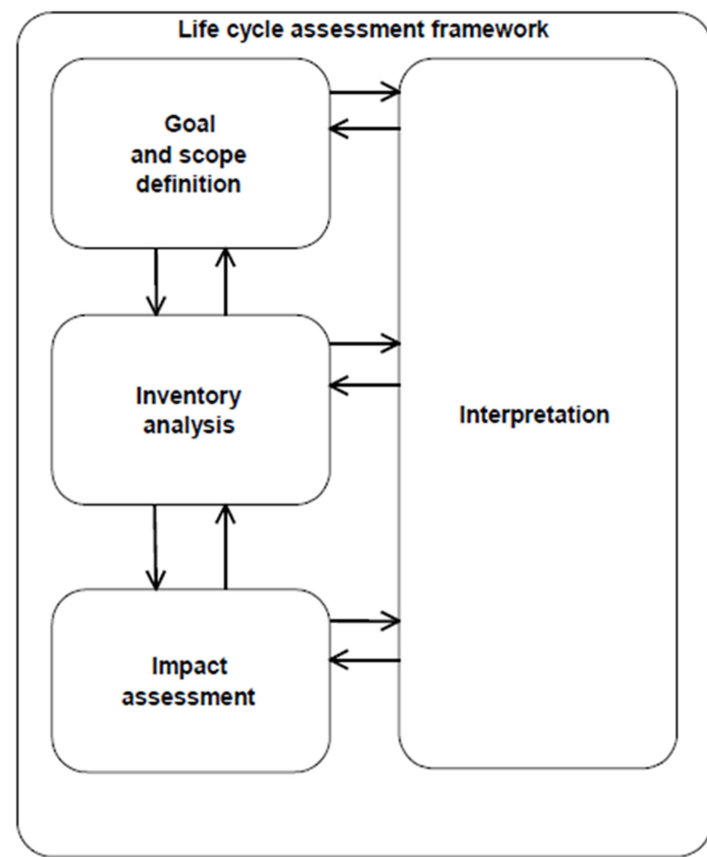 Life cycle assessment framework
Goal
and scope
definition
Inventory
analysis
Interpretation
Impact
assessment